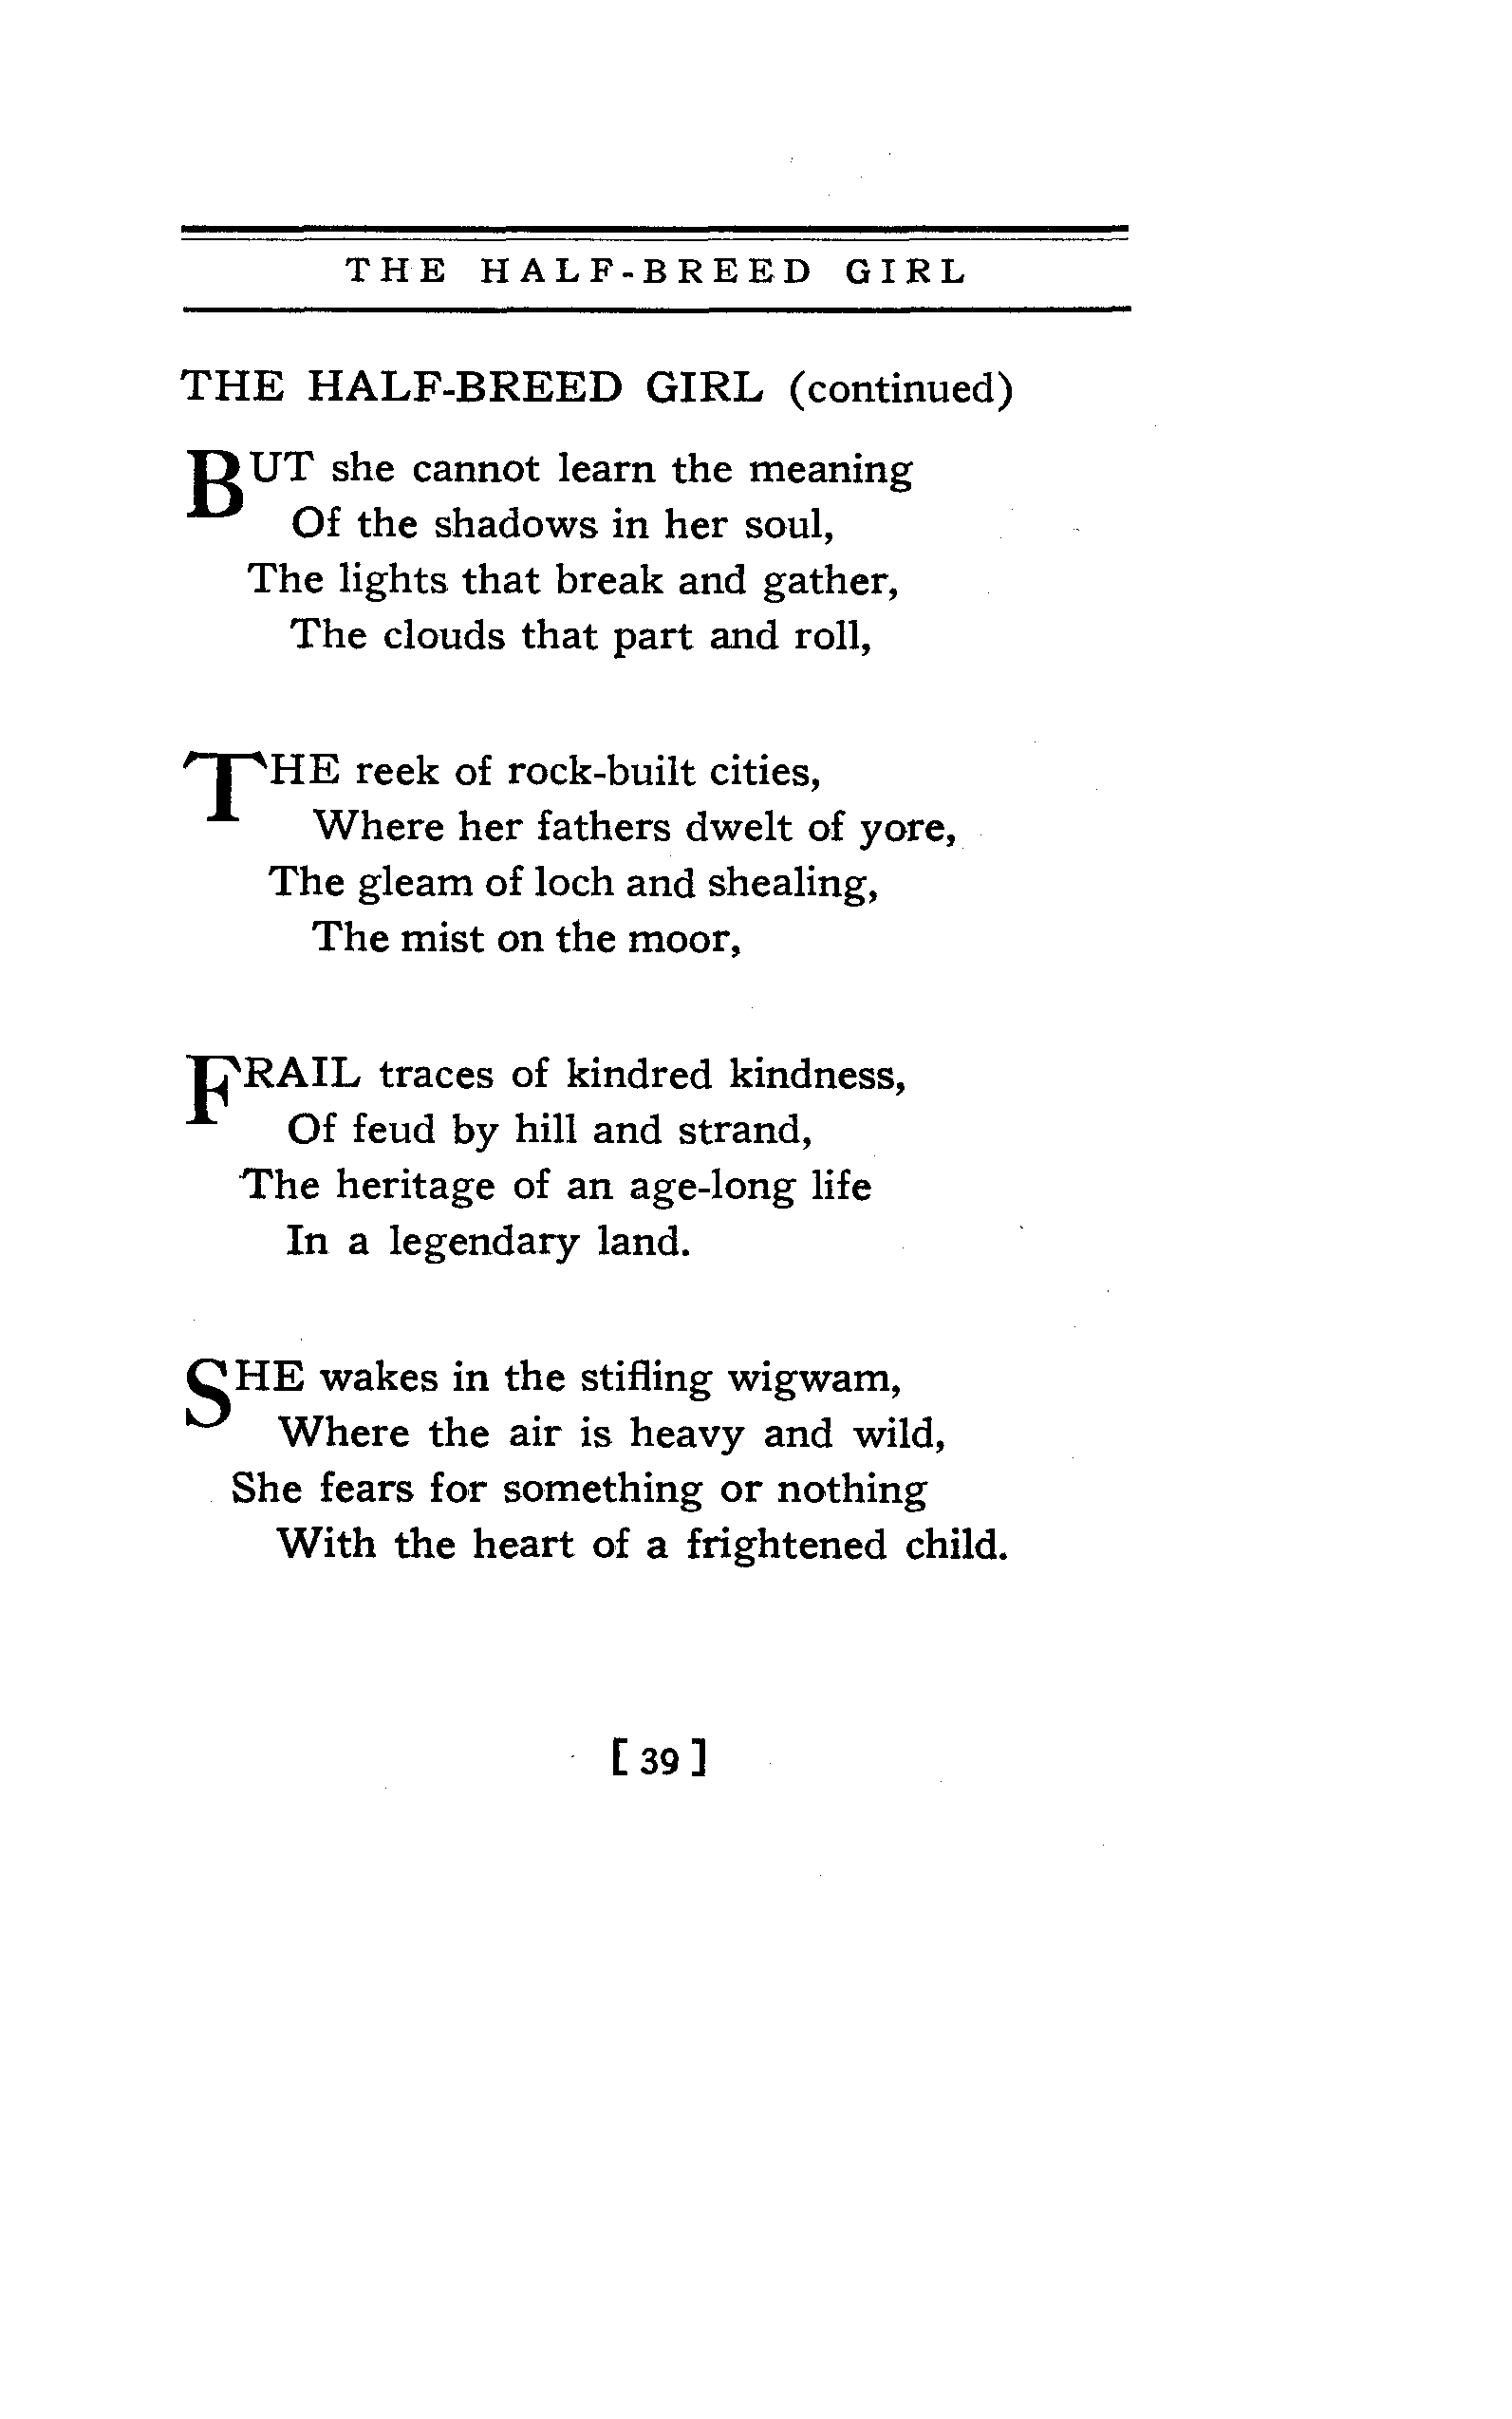 THE HALF-BREED GIRL
THE HALF-BREED GIRL (continued)
BUT she cannot learn the meaning
Of the shadows in her soul,
The lights that break and gather,
The clouds that part and roll,
THE reek of rock-built cities,
Where her fathers dwelt of yore,
The gleam of loch and shealing,
The mist on the moor,
FRAIL traces of kindred kindness,
Of feud by hill and strand,
The heritage of an age-long life
In a legendary land.
SHE wakes in the stifling wigwam,
Where the air is heavy and wild,
She fears for something or nothing
With the heart of a frightened child.
[39]